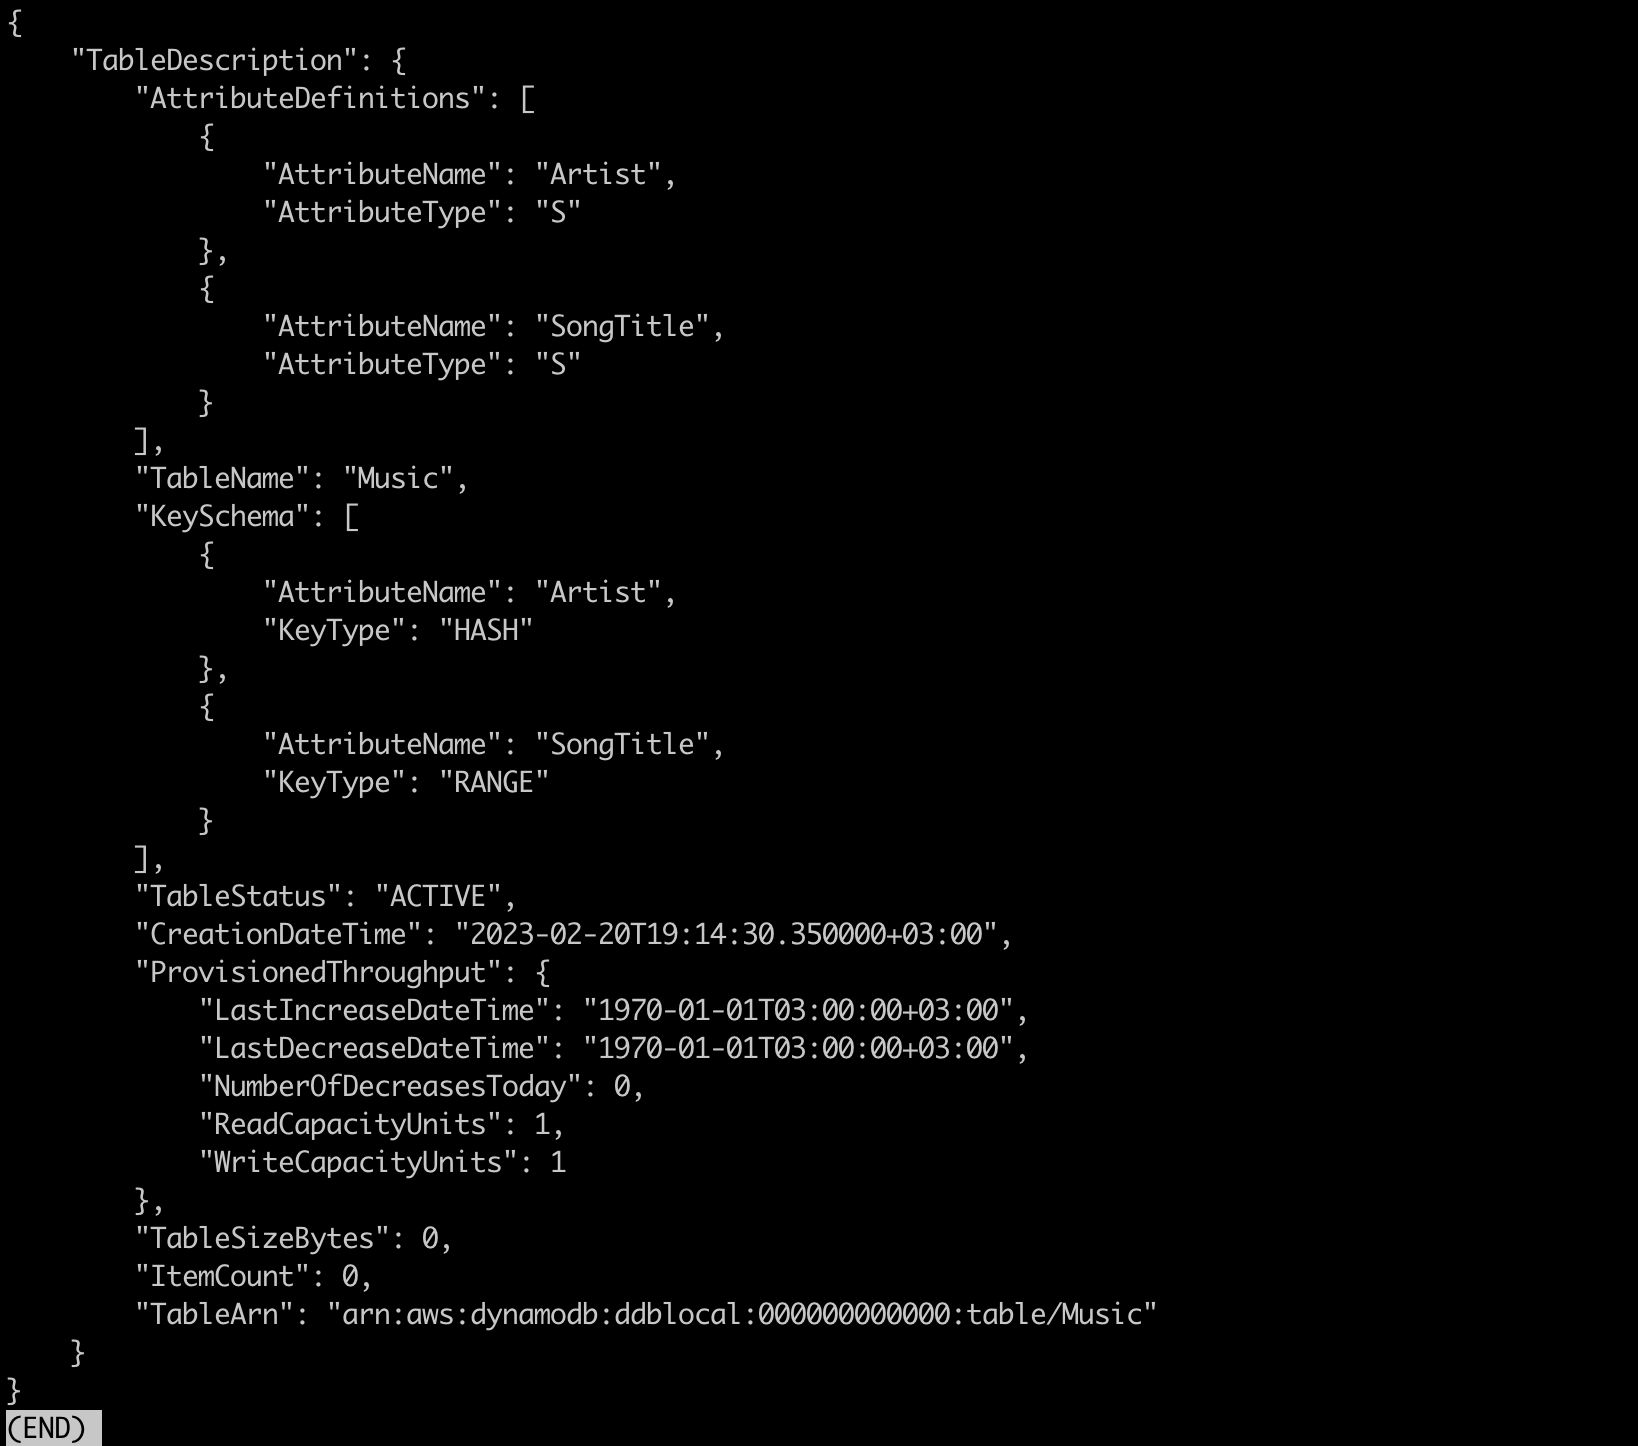 {
    "TableDescription": {
        "AttributeDefinitions": [
            {
                "AttributeName": "Artist",
                "AttributeType": "S"
            },
            {
                "AttributeName": "SongTitle",
                "AttributeType": "S"
            }
        ],
        "TableName": "Music",
        "KeySchema": [
            {
                "AttributeName": "Artist",
                "KeyType": "HASH"
            },
            {
                "AttributeName": "SongTitle",
                "KeyType": "RANGE"
            }
        ],
        "TableStatus": "ACTIVE",
        "CreationDateTime": "2023-02-20T19:14:30.350000+03:00",
        "ProvisionedThroughput": {
            "LastIncreaseDateTime": "1970-01-01T03:00:00+03:00",
            "LastDecreaseDateTime": "1970-01-01T03:00:00+03:00",
            "NumberOfDecreasesToday": 0,
            "ReadCapacityUnits": 1,
            "WriteCapacityUnits": 1
        },
        "TableSizeBytes": 0,
        "ItemCount": 0,
        "TableArn": "arn:aws:dynamodb:ddblocal:000000000000:table/Music"
    }
}
(END)